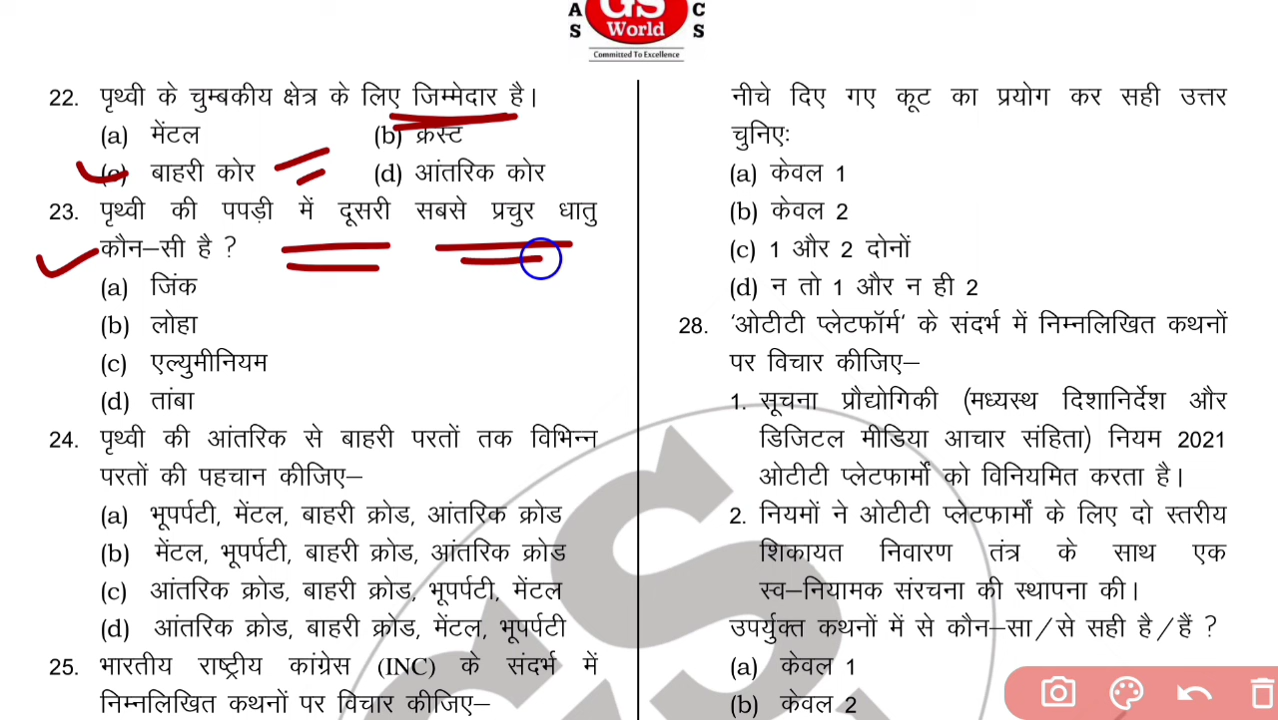 A C
S S
GS
World
Committed To Excellence
22. पृथ्वी के चुम्बकीय क्षेत्र के लिए जिम्मेदार है।
(a) मेंटल (b) क्रस्ट
(c) बाहरी कोर (d) आंतरिक कोर
23. पृथ्वी की पपड़ी में दूसरी सबसे प्रचुर धातु
कौन–सी है ?
(a) जिंक
(b) लोहा
(c) एल्युमीनियम
(d) तांबा
24. पृथ्वी की आंतरिक से बाहरी परतों तक विभिन्न
परतों की पहचान कीजिए–
(a) भूपर्पटी, मेंटल, बाहरी क्रोड, आंतरिक क्रोड
(b) मेंटल, भूपर्पटी, बाहरी क्रोड, आंतरिक क्रोड
(c) आंतरिक क्रोड, बाहरी क्रोड, भूपर्पटी, मेंटल
(d) आंतरिक क्रोड, बाहरी क्रोड, मेंटल, भूपर्पटी
25. भारतीय राष्ट्रीय कांग्रेस (INC) के संदर्भ में
निम्नलिखित कथनों पर विचार कीजिए–
नीचे दिए गए कूट का प्रयोग कर सही उत्तर
चुनिएः
(a) केवल 1
(b) केवल 2
(c) 1 और 2 दोनों
(d) न तो 1 और न ही 2
28. ‘ओटीटी प्लेटफॉर्म‘ के संदर्भ में निम्नलिखित कथनों
पर विचार कीजिए–
1. सूचना प्रौद्योगिकी (मध्यस्थ दिशानिर्देश और
डिजिटल मीडिया आचार संहिता) नियम 2021
ओटीटी प्लेटफार्मों को विनियमित करता है।
2. नियमों ने ओटीटी प्लेटफार्मों के लिए दो स्तरीय
शिकायत निवारण तंत्र के साथ एक
स्व–नियामक संरचना की स्थापना की।
उपर्युक्त कथनों में से कौन–सा/से सही है/हैं ?
(a) केवल 1
(b) केवल 2